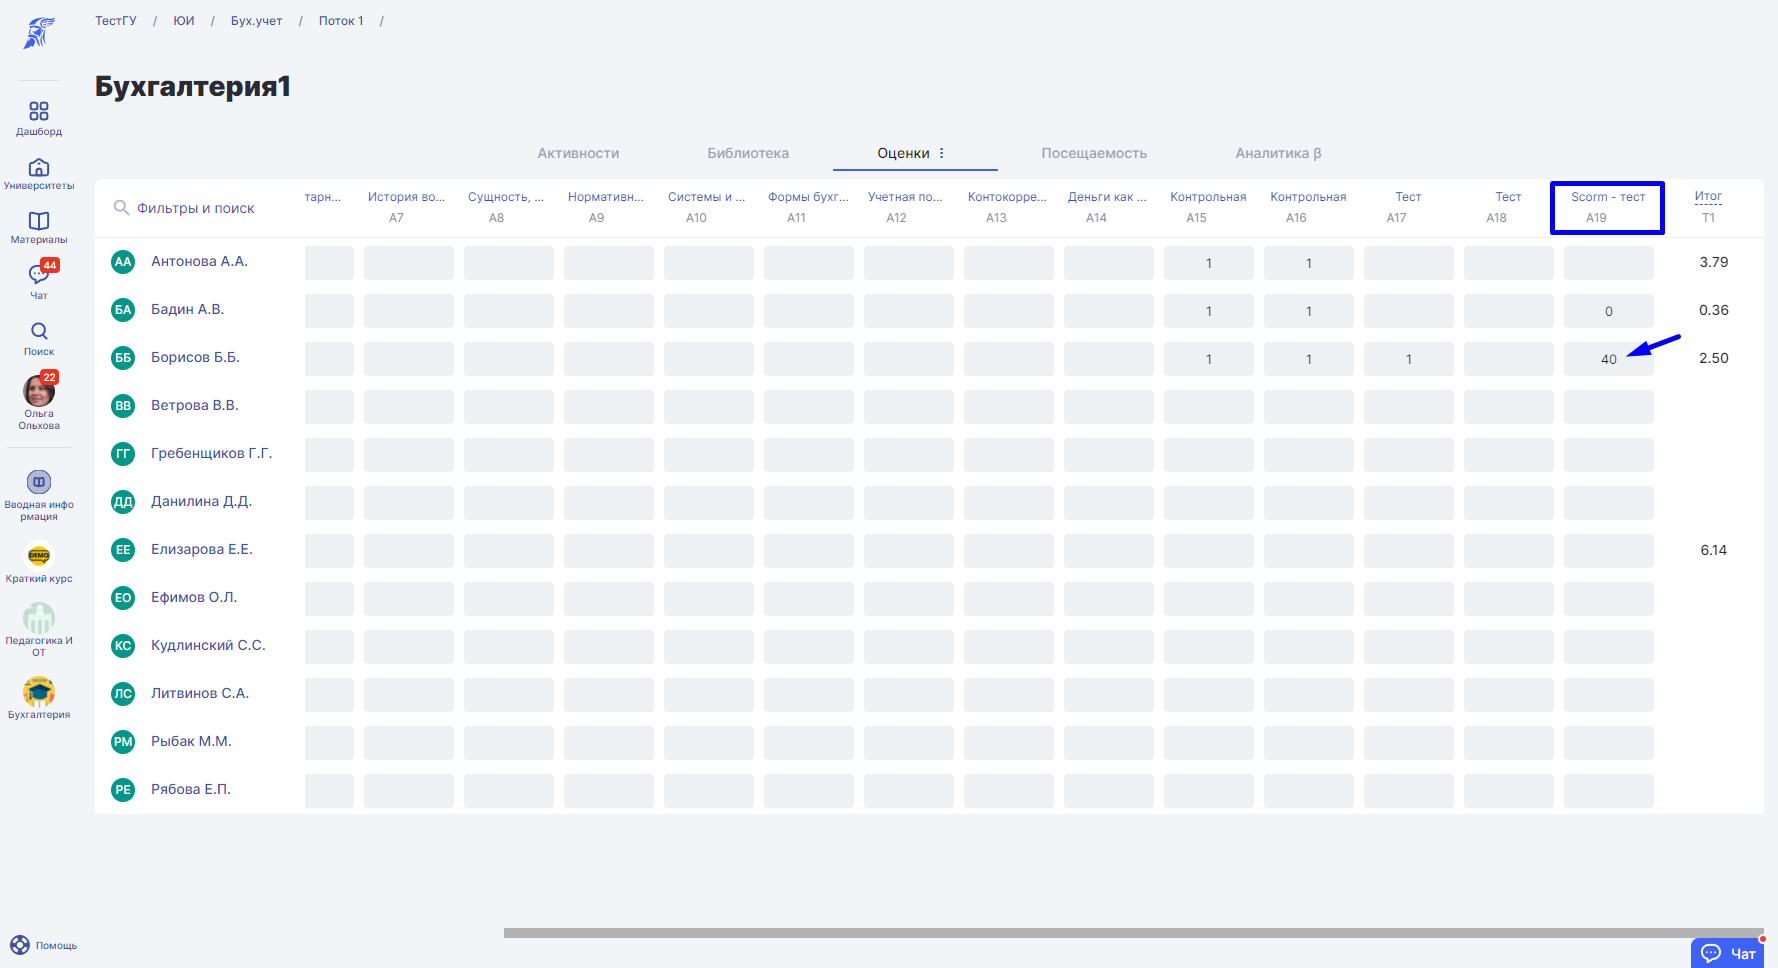 ТестГУ / ЮИ / Бух.учет / Поток 1 /
Бухгалтерия1
Дашборд
Университеты
Материалы
44
Чат
Поиск
22
Ольга
Ольхова
Вводная инфо
рмация
DEMO
Краткий курс
Педагогика И
ОТ
Бухгалтерия
Помощь
Активности Библиотека Оценки Посещаемость Аналитика β
Фильтры и поиск
тарн... История во... Сущность, ... Нормативн... Системы и ... Формы бухг... Учетная по... Контокорре... Деньги как ... Контрольная Контрольная Тест Тест Scorm - тест Итог
A7 A8 A9 A10 A11 A12 A13 A14 A15 A16 A17 A18 A19 T1
АА Антонова А.А. 1 1 3.79
БА Бадин А.В. 1 1 0 0.36
ББ Борисов Б.Б. 1 1 1 40 2.50
ВВ Ветрова В.В.
ГГ Гребенщиков Г.Г.
ДД Данилина Д.Д.
ЕЕ Елизарова Е.Е. 6.14
ЕО Ефимов О.Л.
КС Кудлинский С.С.
ЛС Литвинов С.А.
РМ Рыбак М.М.
РЕ Рябова Е.П.
Чат